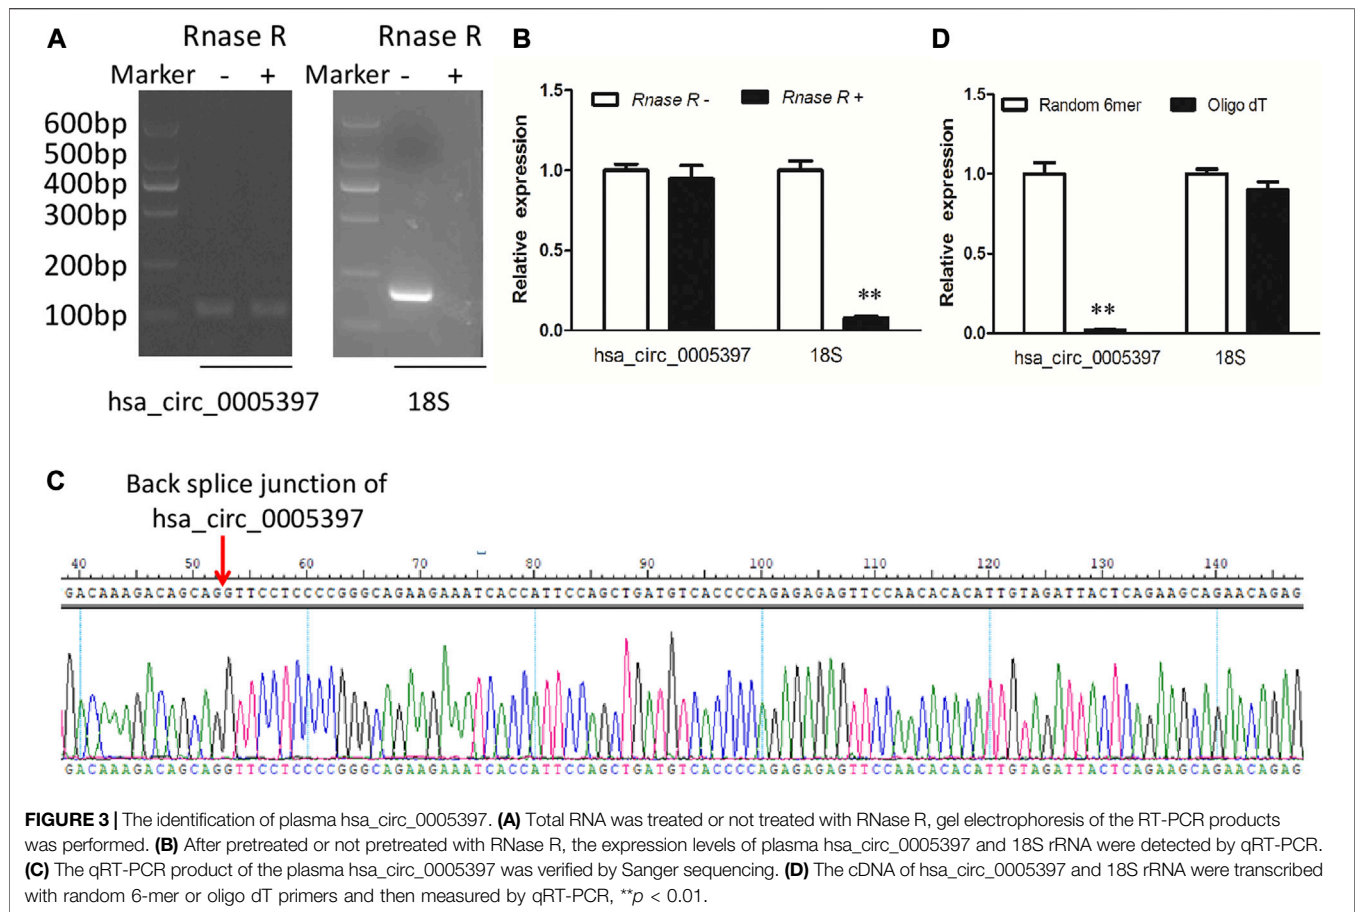 A
Rnase R
Rnase R
Marker - +
Marker - +
600bp
500bp
400bp
300bp
200bp
100bp
hsa_circ_0005397
18S
B
Relative expression
1.5
1.0
0.5
0.0
Rnase R -
Rnase R +
**
hsa_circ_0005397
18S
D
Relative expression
1.5
1.0
0.5
0.0
Random 6mer
Oligo dT
**
hsa_circ_0005397
18S
C
Back splice junction of
hsa_circ_0005397
40 50 60 70 80 90 100 110 120 130 140
GACAAAGACAGCAGGTTCCTCCCCGGGCAGAAGAAATCACCATTCCAGCTGATGTCACCCCAGAGAGAGTTCCAACACACATTGTAGATTACTCAGAAGCAGAACAGAG
GACAAAGACAGCAGGTTCCTCCCCGGGCAGAAGAAATCACCATTCCAGCTGATGTCACCCCAGAGAGAGTTCCAACACACATTGTAGATTACTCAGAAGCAGAACAGAG
FIGURE 3 | The identification of plasma hsa_circ_0005397. (A) Total RNA was treated or not treated with RNase R, gel electrophoresis of the RT-PCR products
was performed. (B) After pretreated or not pretreated with RNase R, the expression levels of plasma hsa_circ_0005397 and 18S rRNA were detected by qRT-PCR.
(C) The qRT-PCR product of the plasma hsa_circ_0005397 was verified by Sanger sequencing. (D) The cDNA of hsa_circ_0005397 and 18S rRNA were transcribed
with random 6-mer or oligo dT primers and then measured by qRT-PCR, **p < 0.01.